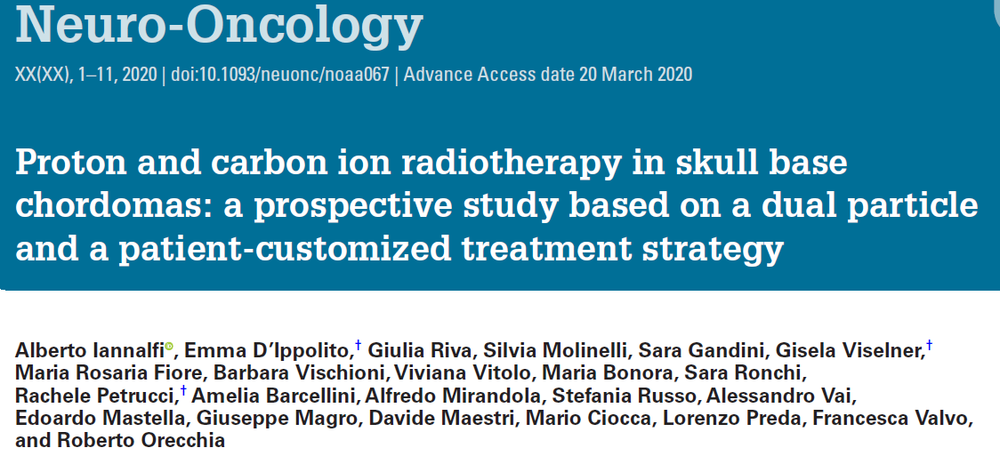 Neuro-Oncology
XX(XX), 1–11, 2020 | doi:10.1093/neuonc/noaa067 | Advance Access date 20 March 2020
Proton and carbon ion radiotherapy in skull base
chordomas: a prospective study based on a dual particle
and a patient-customized treatment strategy
Alberto Iannalfi, Emma D’Ippolito,† Giulia Riva, Silvia Molinelli, Sara Gandini, Gisela Viselner,†
Maria Rosaria Fiore, Barbara Vischioni, Viviana Vitolo, Maria Bonora, Sara Ronchi,
Rachele Petrucci,† Amelia Barcellini, Alfredo Mirandola, Stefania Russo, Alessandro Vai,
Edoardo Mastella, Giuseppe Magro, Davide Maestri, Mario Ciocca, Lorenzo Preda, Francesca Valvo,
and Roberto Orecchia